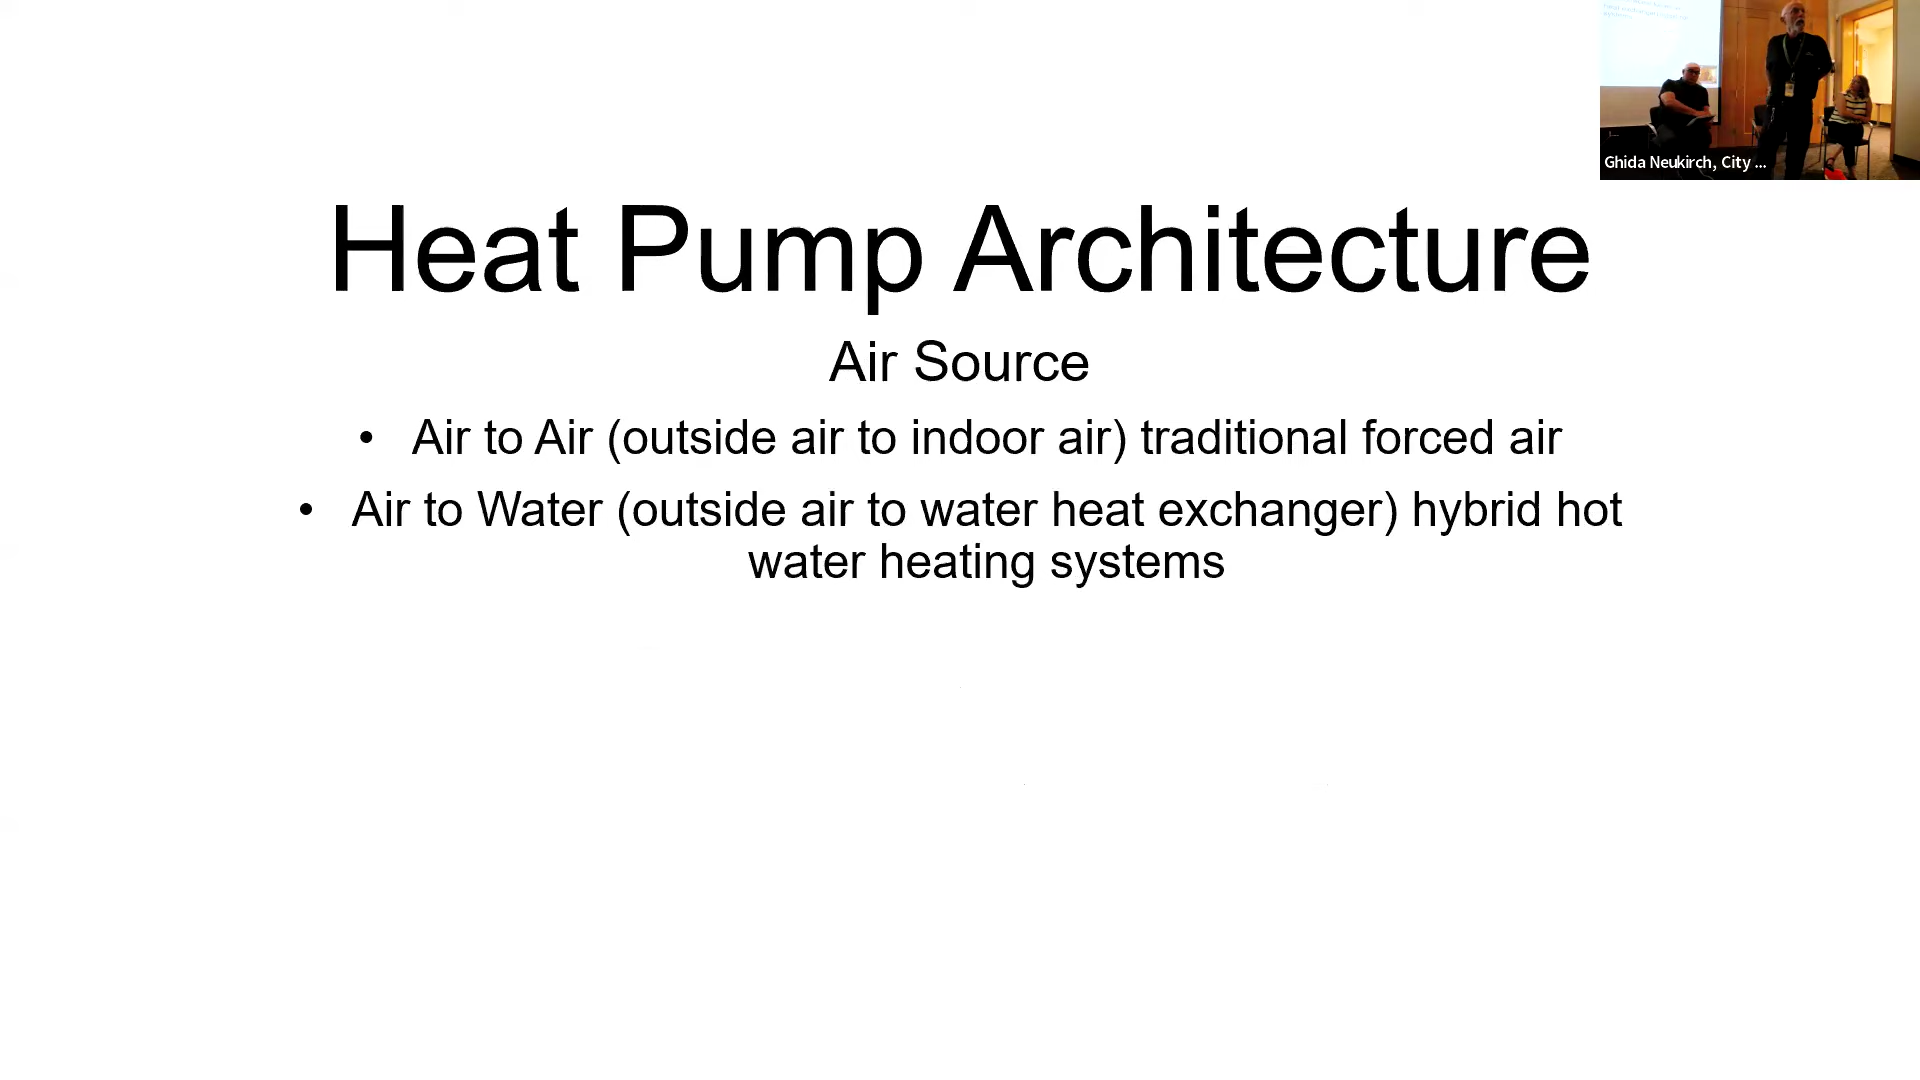 Heat Pump Architecture
Air Source
• Air to Air (outside air to indoor air) traditional forced air
• Air to Water (outside air to water heat exchanger) hybrid hot
water heating systems
Ghida Neukirch, City ...